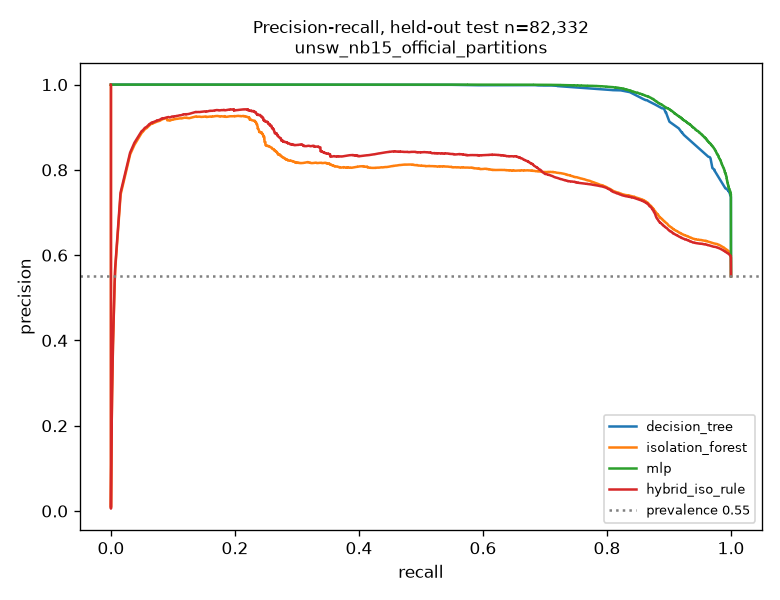 Precision-recall, held-out test n=82,332
unsw_nb15_official_partitions
1.0
0.8
0.6
0.4
0.2
0.0
precision
0.0 0.2 0.4 0.6 0.8 1.0
recall
decision_tree
isolation_forest
mlp
hybrid_iso_rule
prevalence 0.55